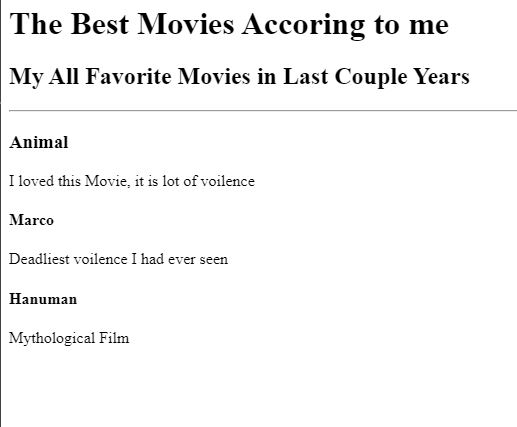 The Best Movies Accoring to me
My All Favorite Movies in Last Couple Years
Animal
I loved this Movie, it is lot of voilence
Marco
Deadliest voilence I had ever seen
Hanuman
Mythological Film